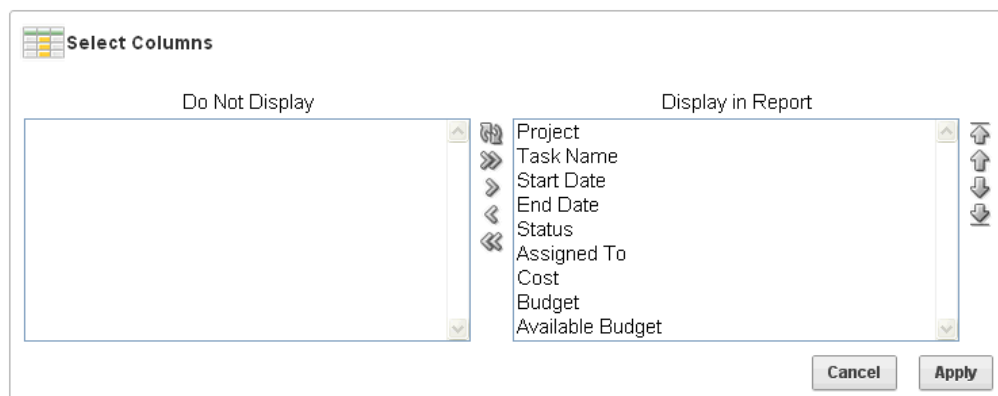 Select Columns
Do Not Display
Display in Report
Project
Task Name
Start Date
End Date
Status
Assigned To
Cost
Budget
Available Budget
Cancel
Apply